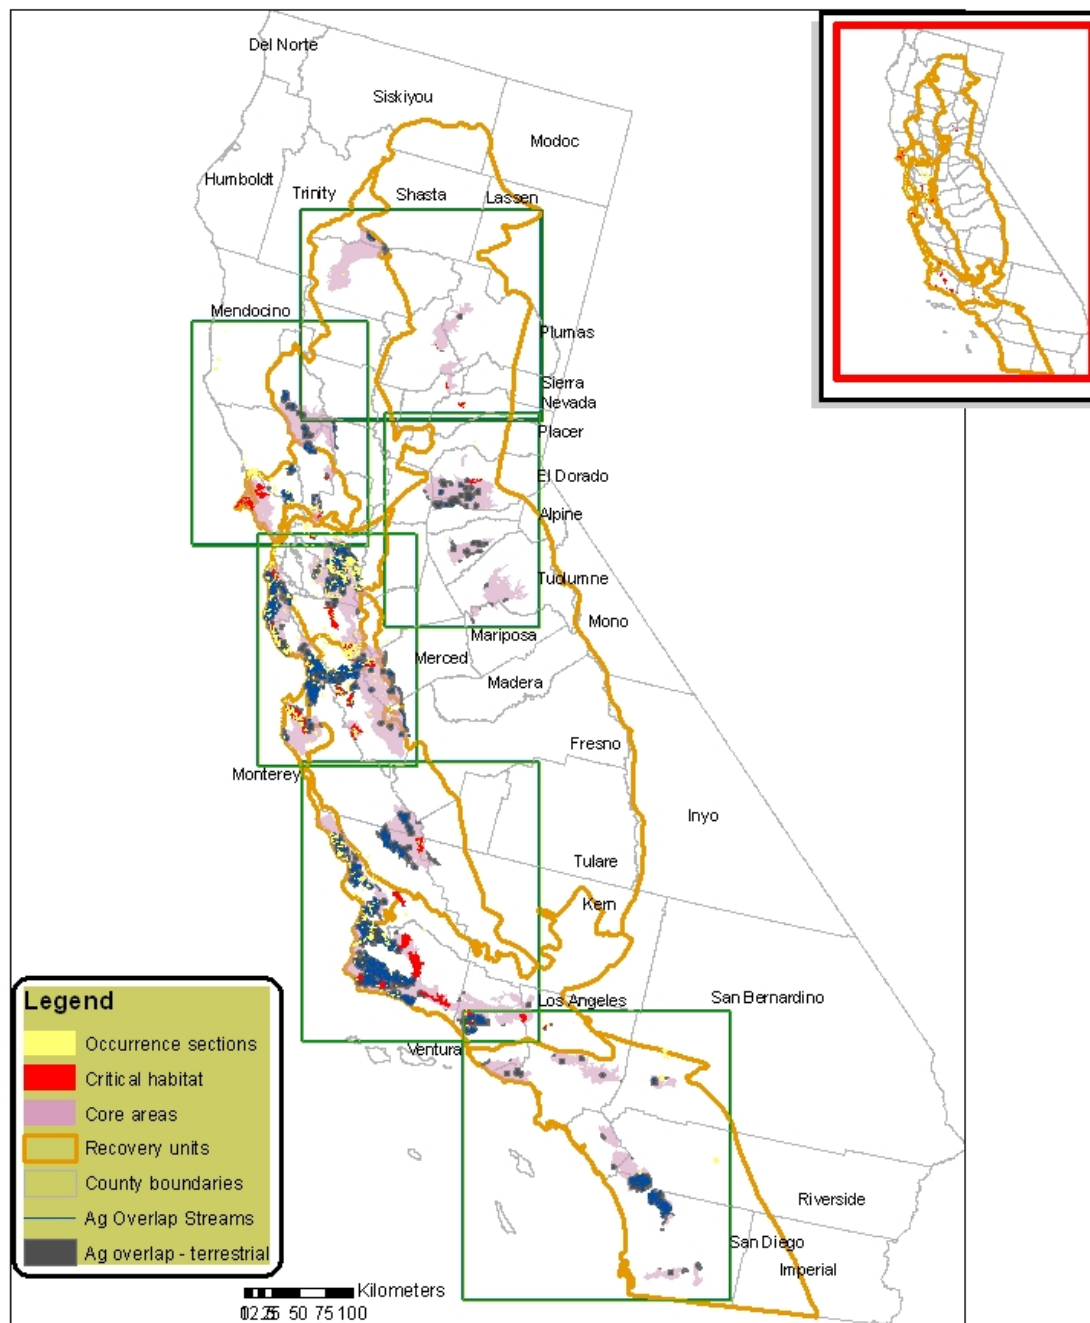 Del Norte
Siskiyou
Modoc
Humboldt
Trinity
Shasta
Lassen
Mendocino
Plumas
Sierra
Nevada
Placer
El Dorado
Alpine
Tuolumne
Mono
Mariposa
Merced
Madera
Fresno
Monterey
Inyo
Tulare
Kern
San Bernardino
Los Angeles
Ventura
Riverside
San Diego
Imperial
Legend
Occurrence sections
Critical habitat
Core areas
Recovery units
County boundaries
Ag Overlap Streams
Ag overlap - terrestrial
Kilometers
50 75 100